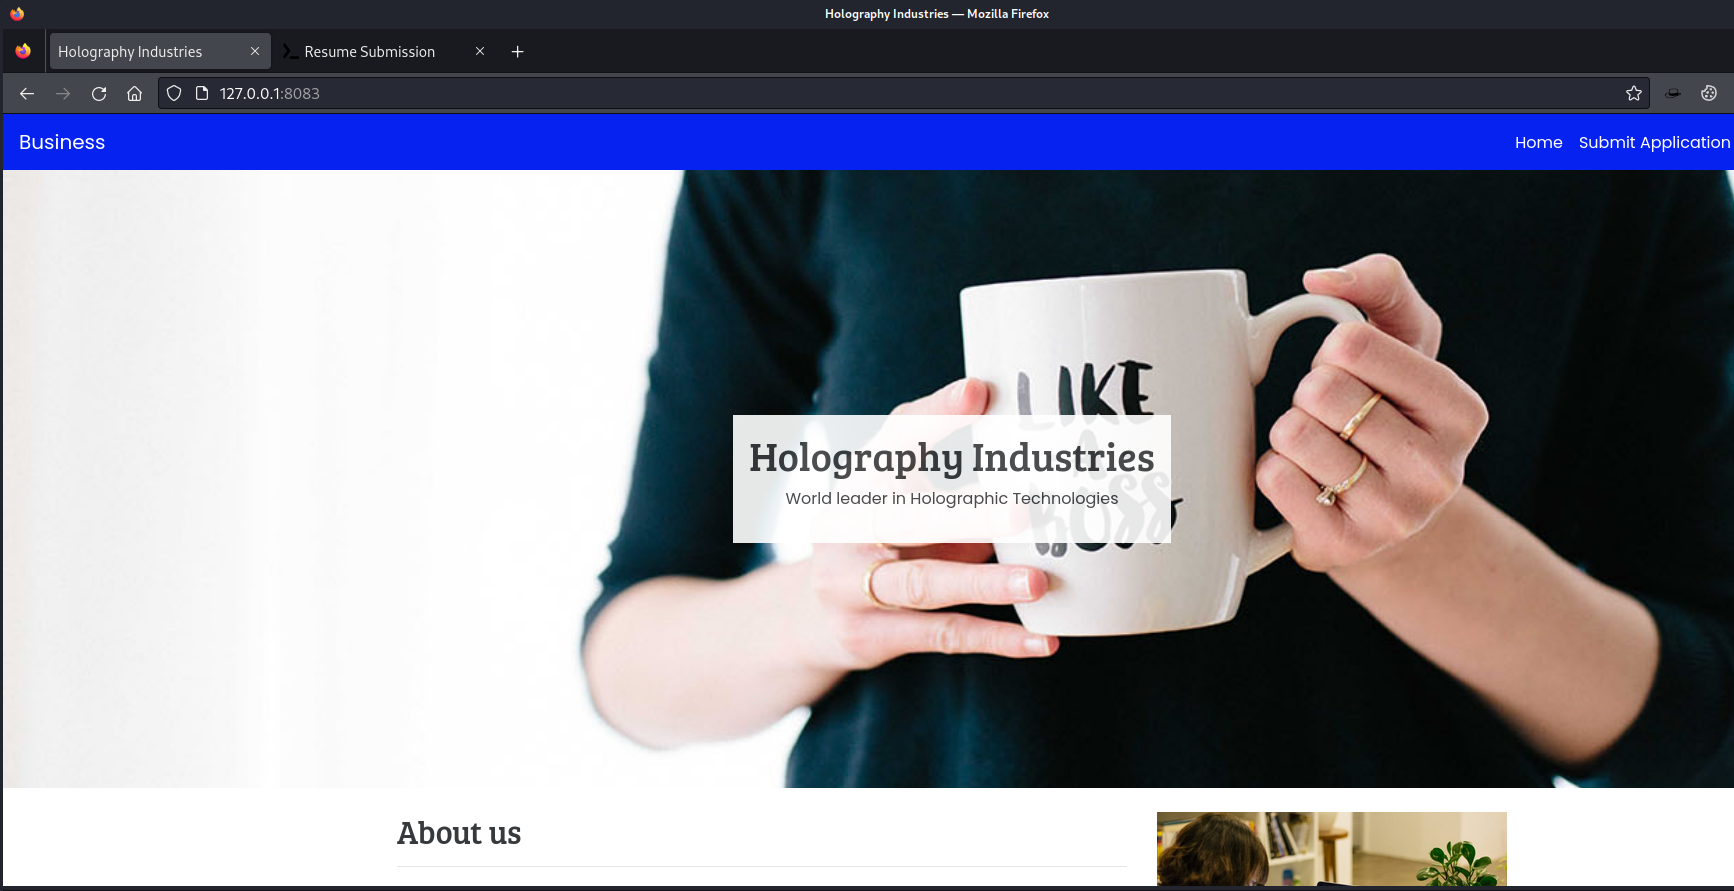 Holography Industries — Mozilla Firefox
Holography Industries
Resume Submission
127.0.0.1:8083
Business
Home Submit Application
LIKE
A
BOSS
Holography Industries
World leader in Holographic Technologies
About us